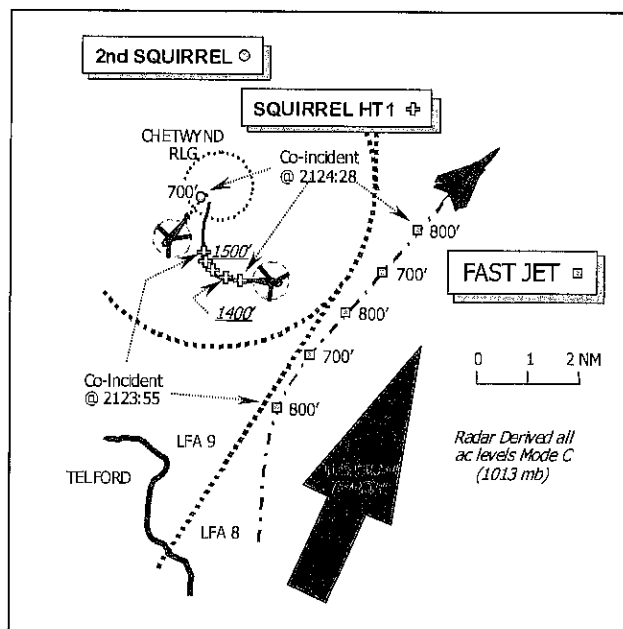 2nd SQUIRREL
SQUIRREL HT1
CHETWYND
RLG
Co-incident
@ 2124:28
700'
800'
1500'
700'
FAST JET
1400'
800'
700'
Co-Incident
@ 2123:55
800'
0 1 2 NM
LFA 9
TELFORD
Radar Derived all
ac levels Mode C
(1013 mb)
LFA 8